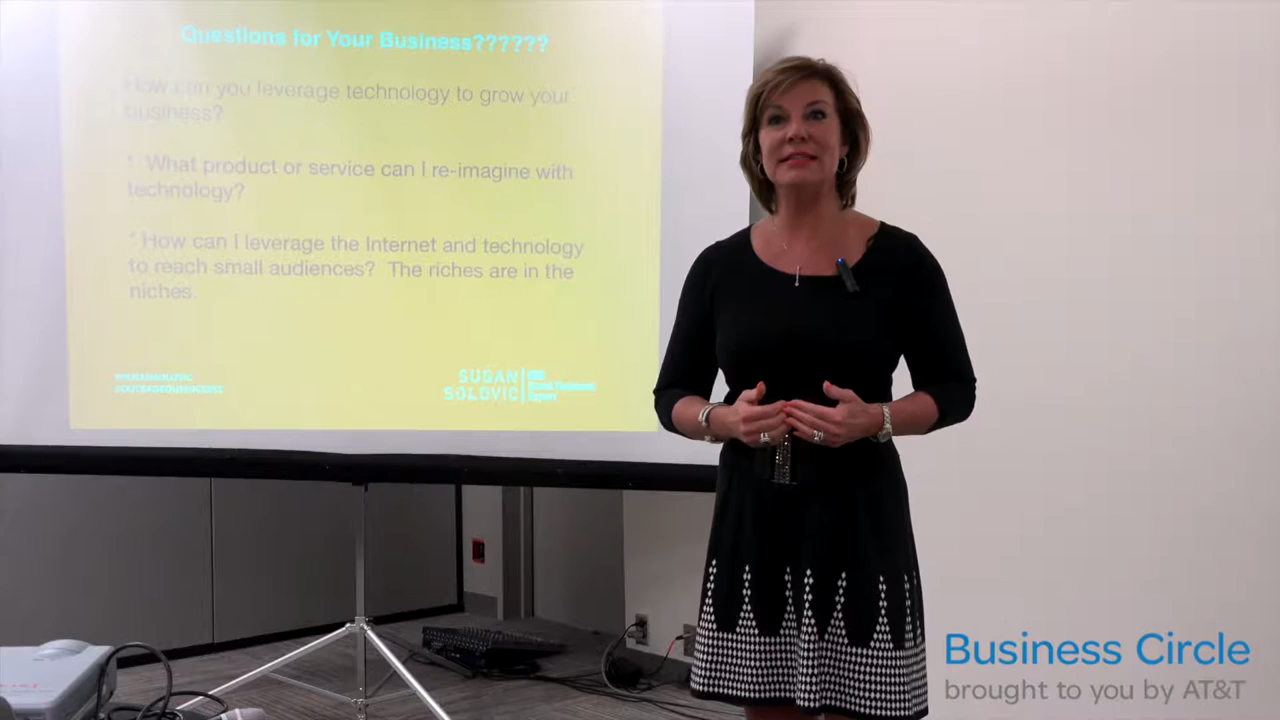 Questions for Your Business??????
How can you leverage technology to grow your
business?
* What product or service can I re-imagine with
technology?
* How can I leverage the Internet and technology
to reach small audiences? The riches are in the
niches.
SUSAN
SOLOVIC
Business Circle
brought to you by AT&T